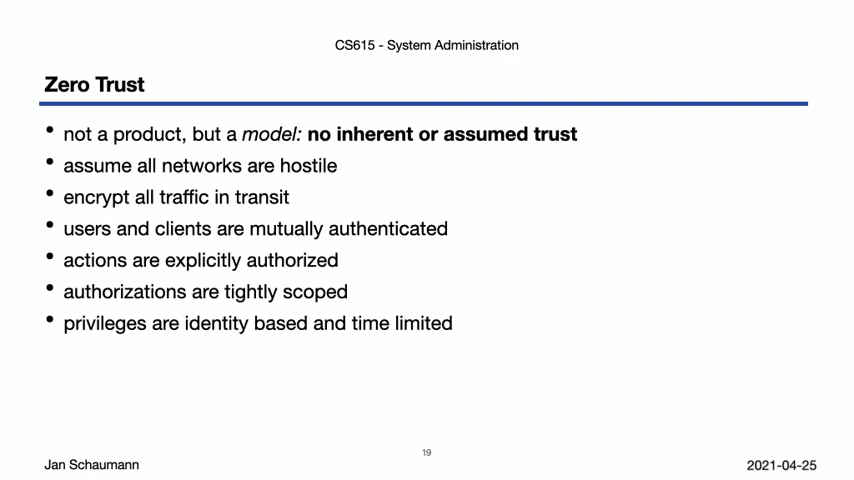 CS615 - System Administration
Zero Trust
• not a product, but a model: no inherent or assumed trust
• assume all networks are hostile
• encrypt all traffic in transit
• users and clients are mutually authenticated
• actions are explicitly authorized
• authorizations are tightly scoped
• privileges are identity based and time limited
19
Jan Schaumann
2021-04-25